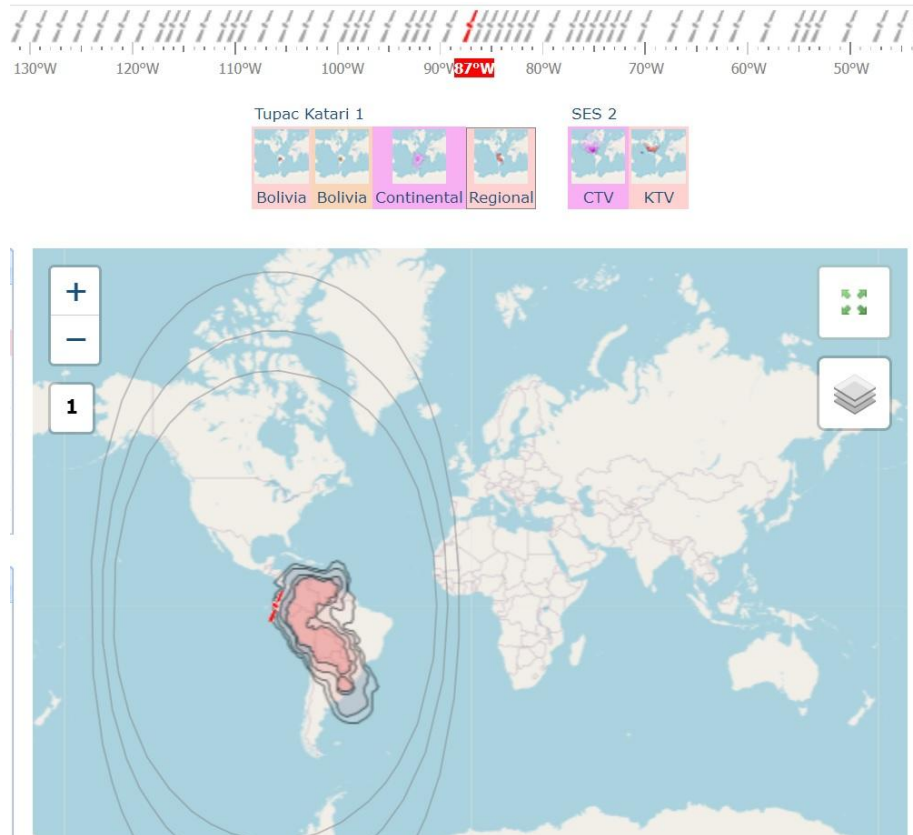 130°W 120°W 110°W 100°W 90°W 87°W 80°W 70°W 60°W 50°W
Tupac Katari 1 SES 2
Bolivia Bolivia Continental Regional CTV KTV
+
−
1